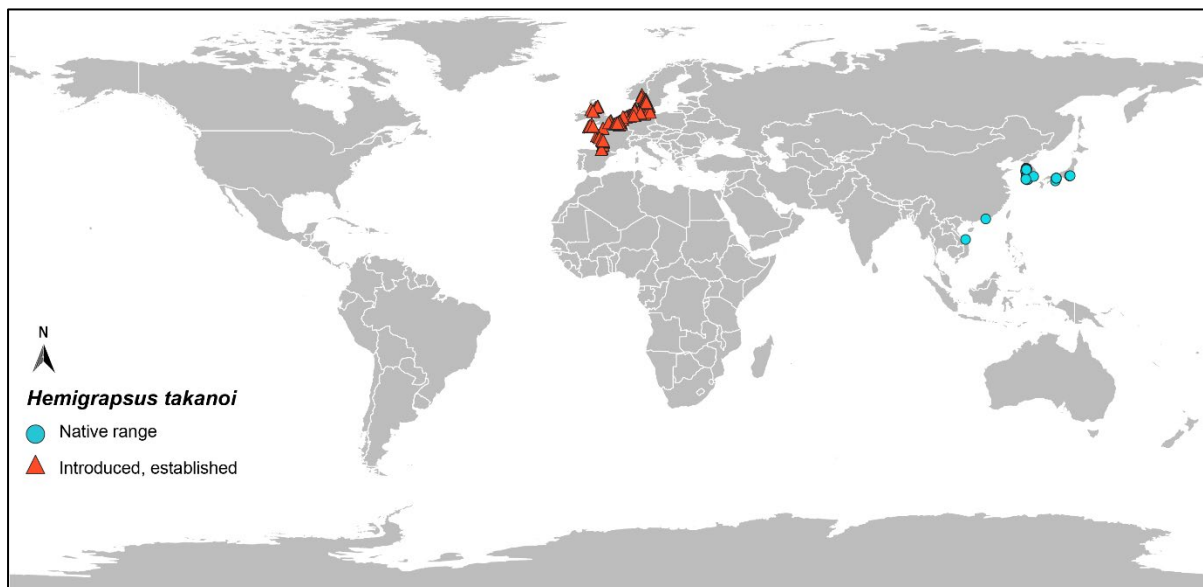 N
Hemigrapsus takanoi
Native range
Introduced, established